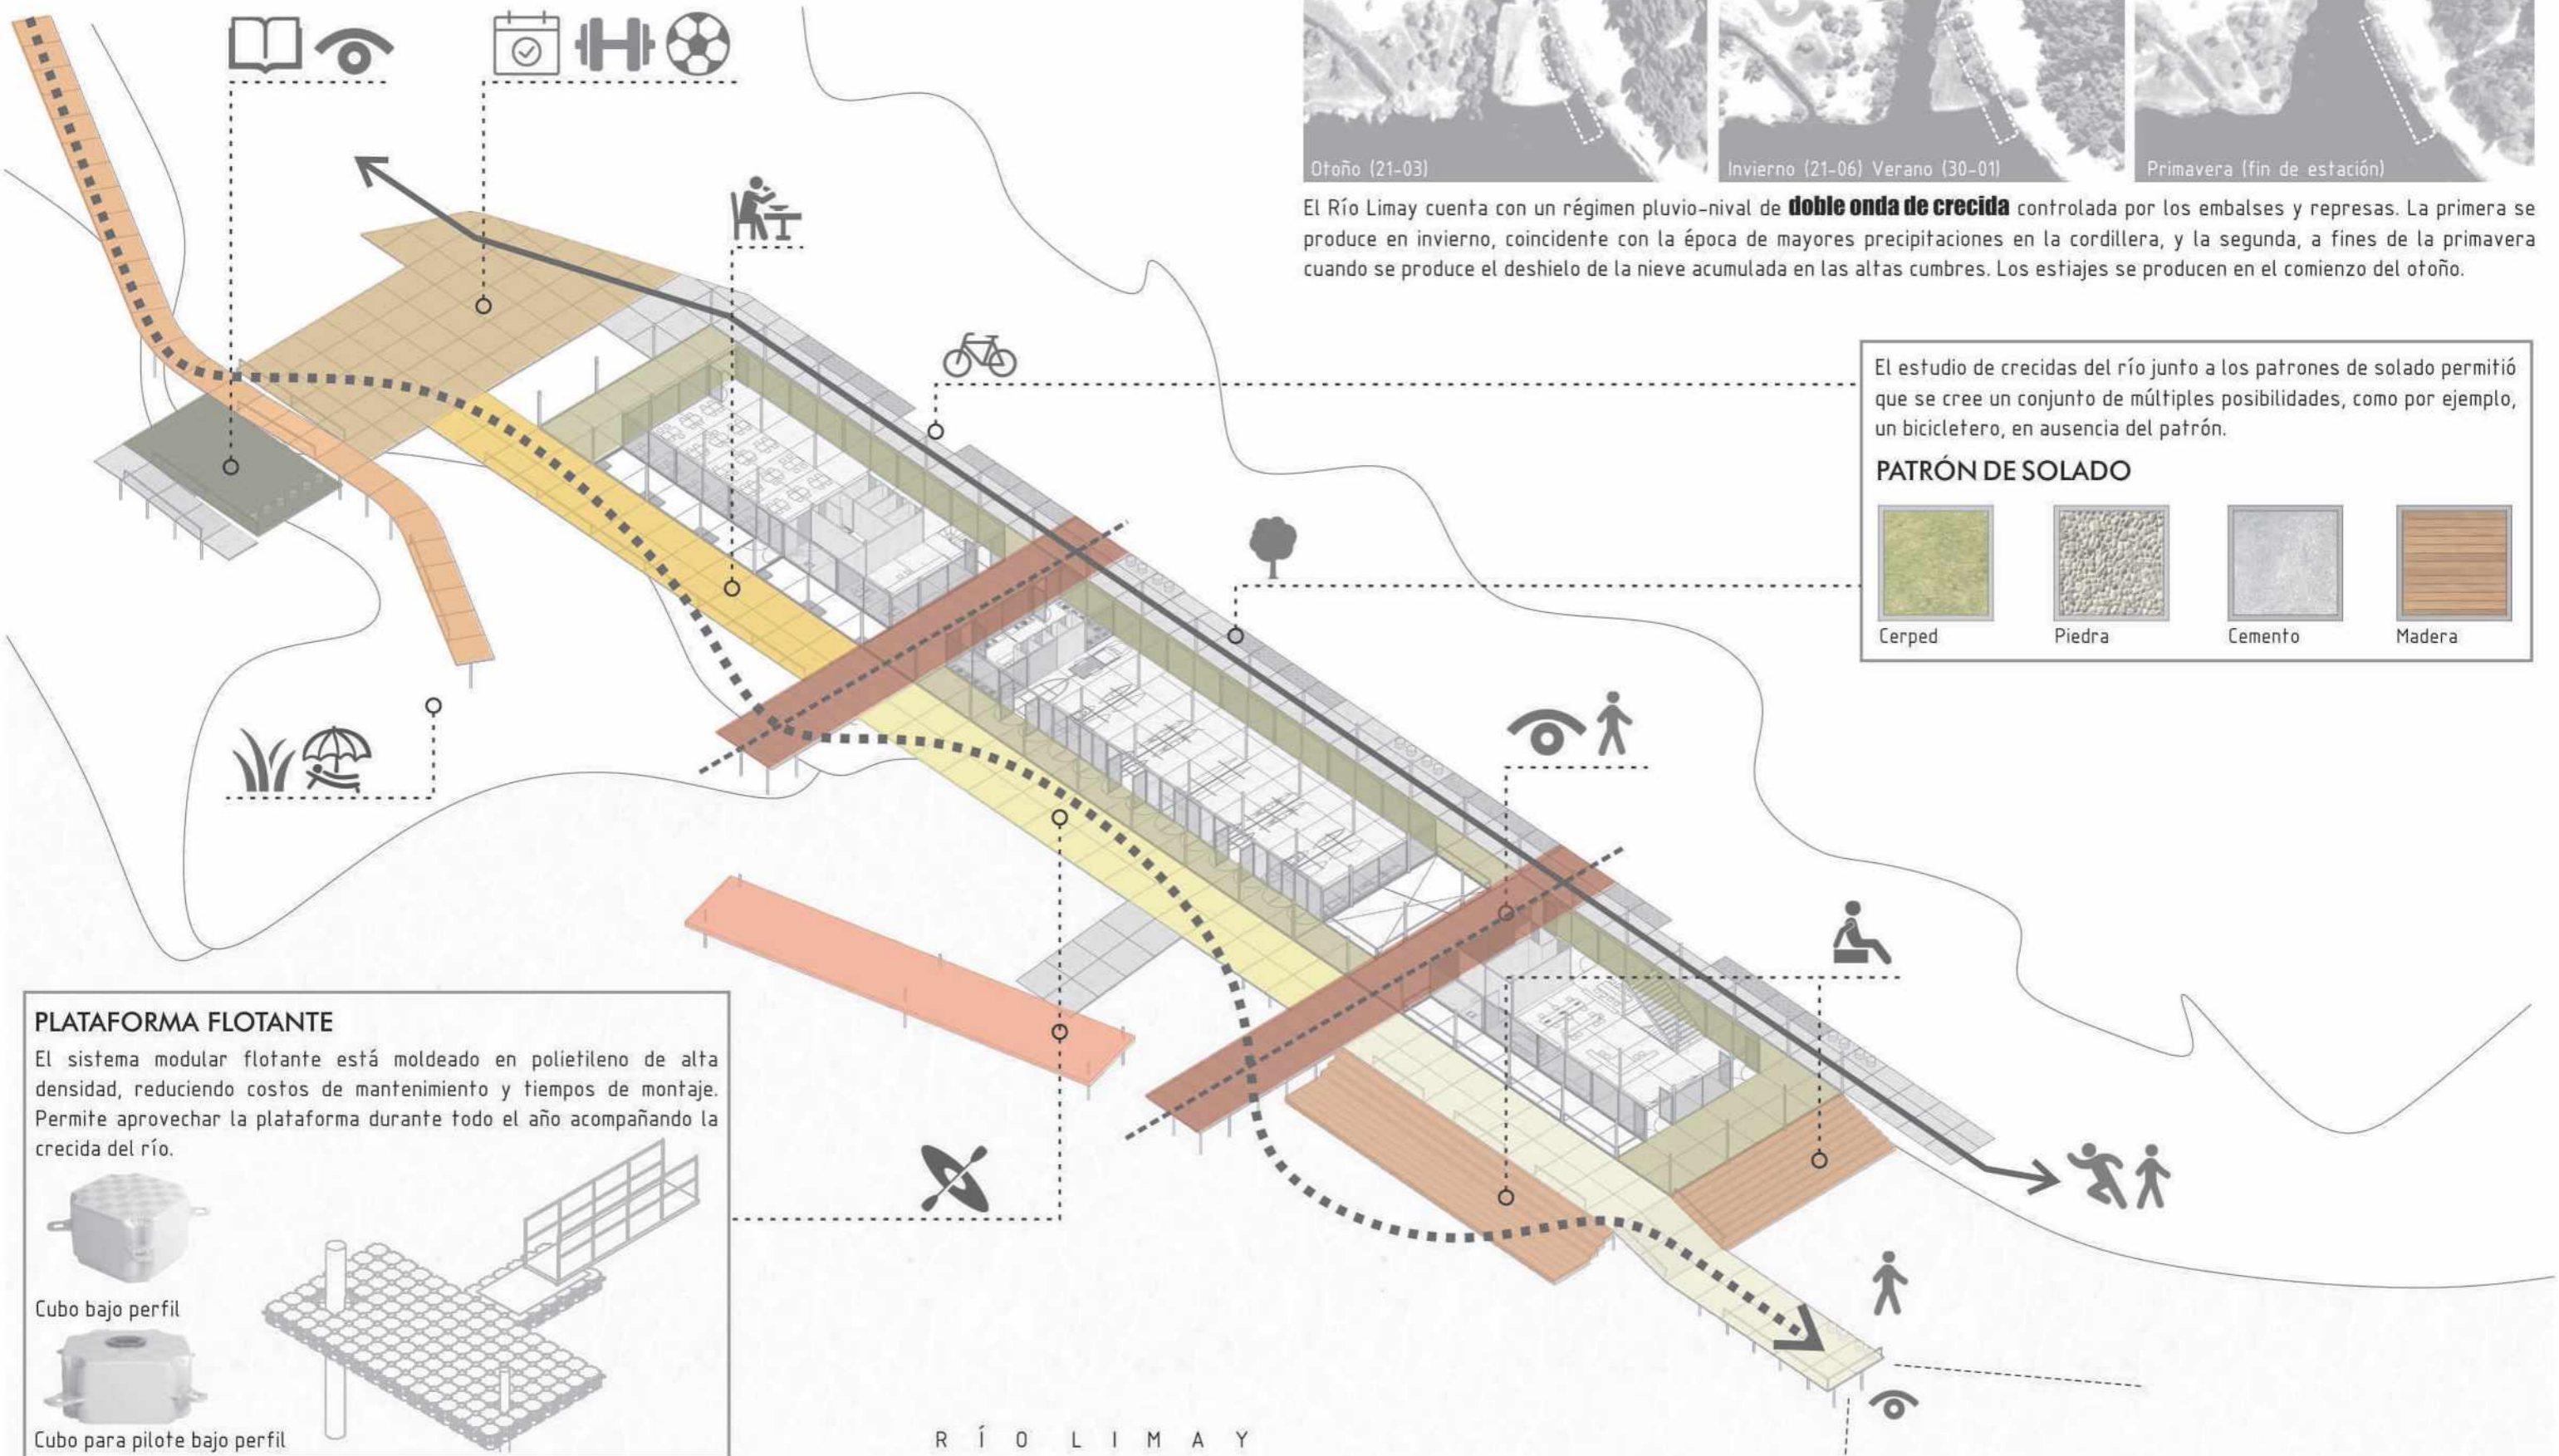 Otoño (21-03)
Invierno (21-06) Verano (30-01)
Primavera (fin de estación)
El Río Limay cuenta con un régimen pluvio-nival de doble onda de crecida controlada por los embalses y represas. La primera se
produce en invierno, coincidente con la época de mayores precipitaciones en la cordillera, y la segunda, a fines de la primavera
cuando se produce el deshielo de la nieve acumulada en las altas cumbres. Los estiajes se producen en el comienzo del otoño.
El estudio de crecidas del río junto a los patrones de solado permitió
que se cree un conjunto de múltiples posibilidades, como por ejemplo,
un bicicletero, en ausencia del patrón.
PATRÓN DE SOLADO
Cerped
Piedra
Cemento
Madera
PLATAFORMA FLOTANTE
El sistema modular flotante está moldeado en polietileno de alta
densidad, reduciendo costos de mantenimiento y tiempos de montaje.
Permite aprovechar la plataforma durante todo el año acompañando la
crecida del río.
Cubo bajo perfil
Cubo para pilote bajo perfil
RÍO LIMAY